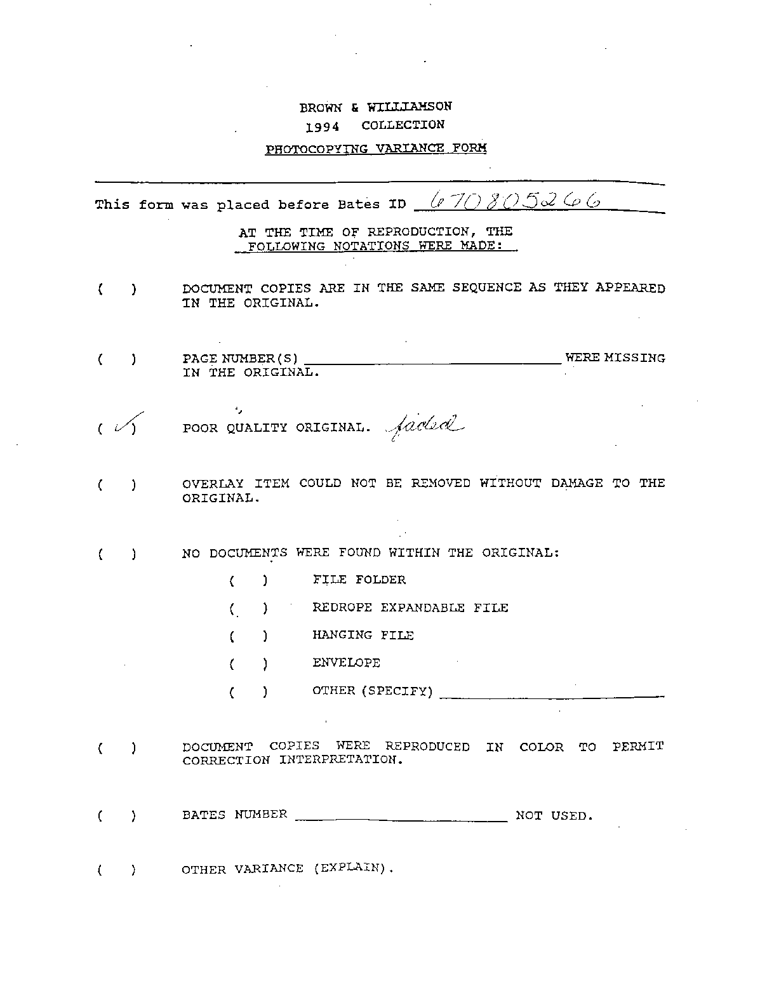 BROWN & WILLIAMSON
1994 COLLECTION
PHOTOCOPYING VARIANCE FORM
This form was placed before Bates ID 670805266
AT THE TIME OF REPRODUCTION, THE
FOLLOWING NOTATIONS WERE MADE:
( ) DOCUMENT COPIES ARE IN THE SAME SEQUENCE AS THEY APPEARED
IN THE ORIGINAL.
( ) PAGE NUMBER(S) ____________ WERE MISSING
IN THE ORIGINAL.
(✓) POOR QUALITY ORIGINAL. faded
( ) OVERLAY ITEM COULD NOT BE REMOVED WITHOUT DAMAGE TO THE
ORIGINAL.
( ) NO DOCUMENTS WERE FOUND WITHIN THE ORIGINAL:
( ) FILE FOLDER
( ) REDROPE EXPANDABLE FILE
( ) HANGING FILE
( ) ENVELOPE
( ) OTHER (SPECIFY) ____________
( ) DOCUMENT COPIES WERE REPRODUCED IN COLOR TO PERMIT
CORRECTION INTERPRETATION.
( ) BATES NUMBER ____________ NOT USED.
( ) OTHER VARIANCE (EXPLAIN).